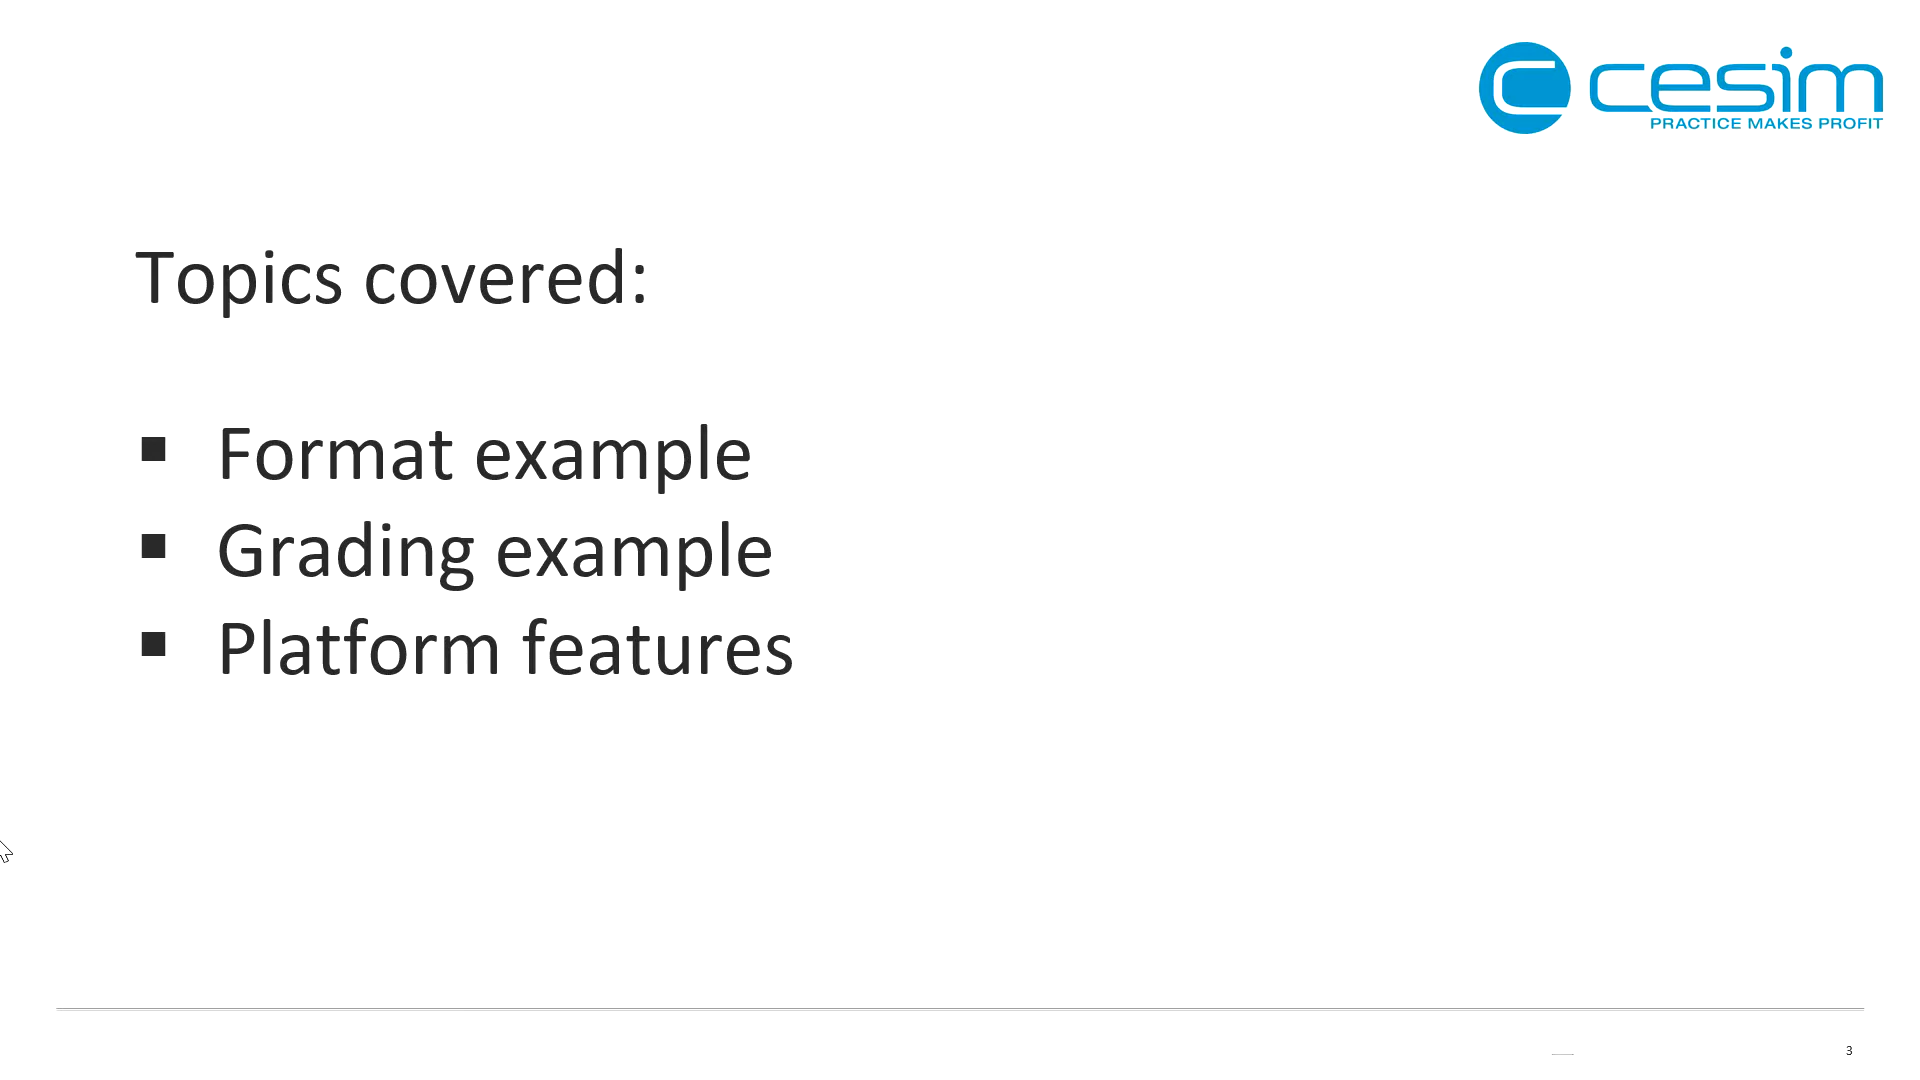 cesim
PRACTICE MAKES PROFIT
Topics covered:
▪ Format example
▪ Grading example
▪ Platform features
3